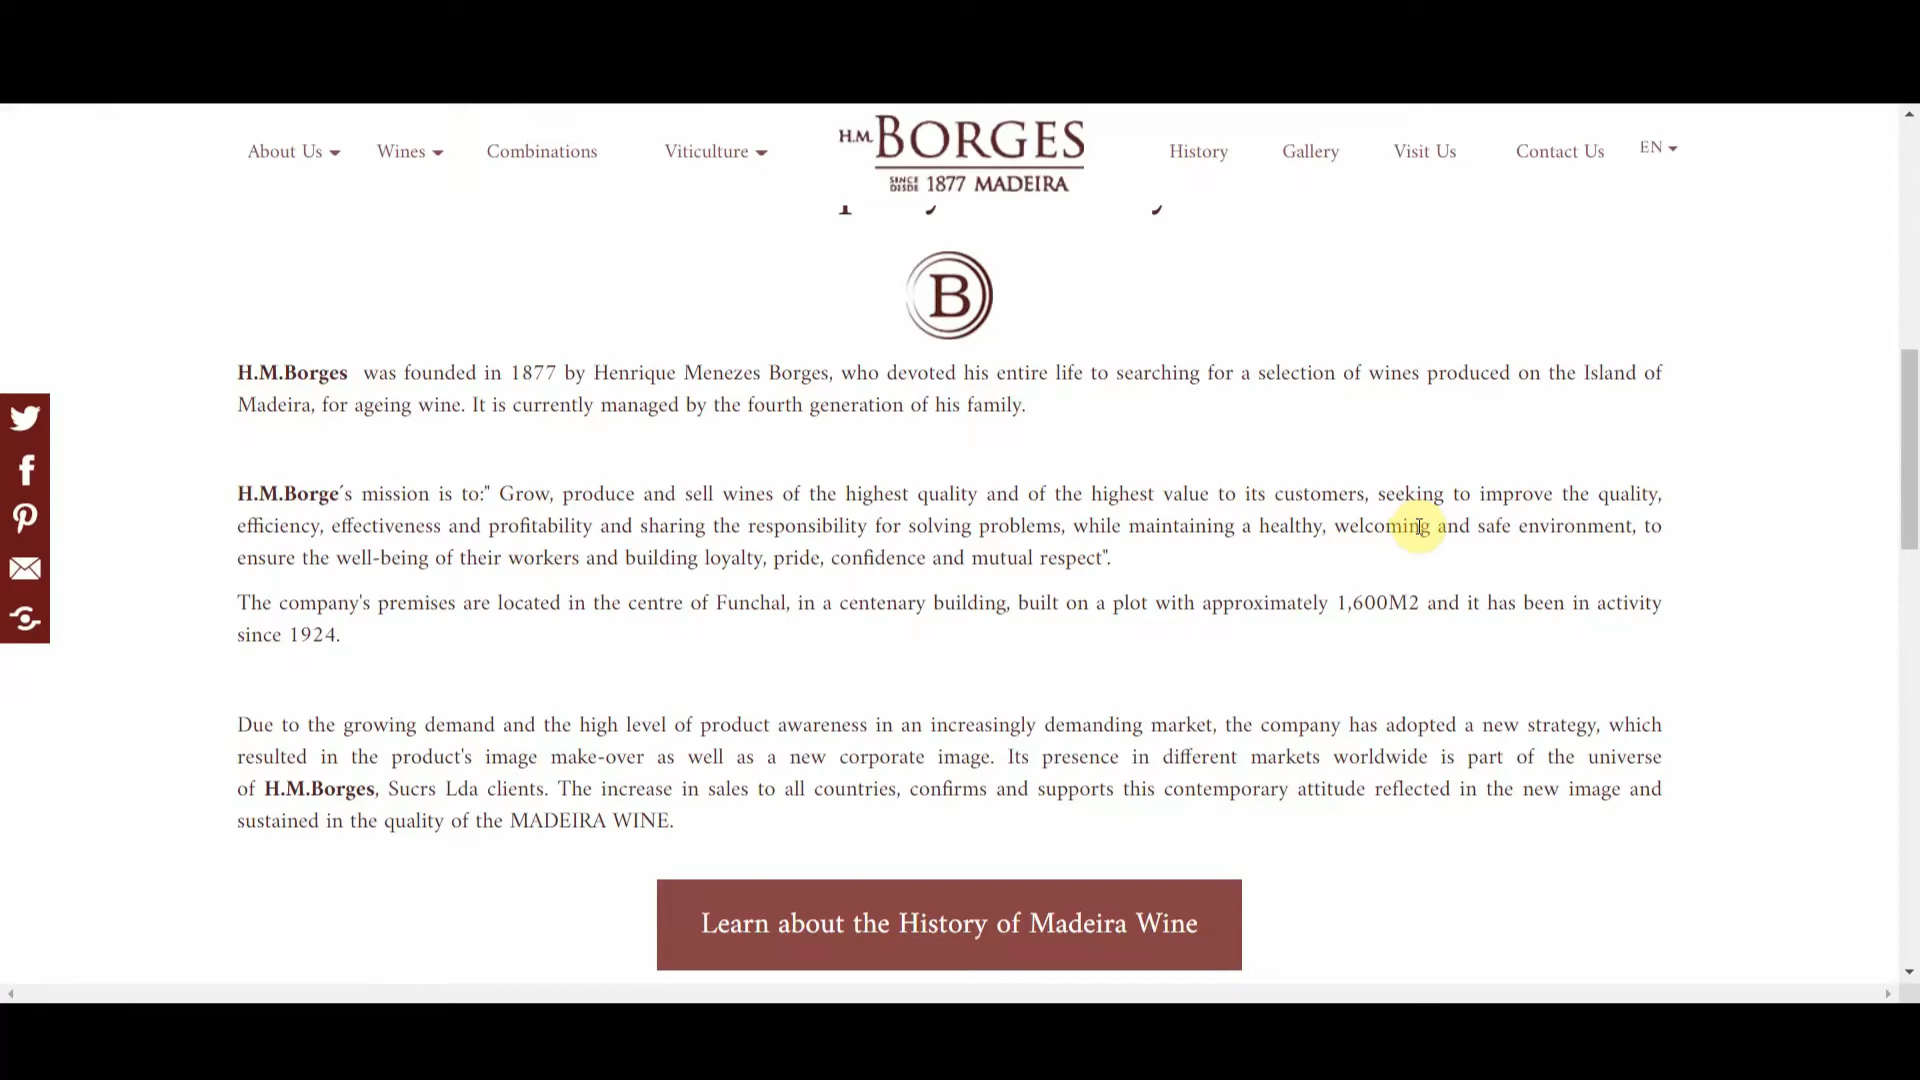 About Us
Wines
Combinations
Viticulture
H.M. BORGES
SINCE DISDE 1877 MADEIRA
History
Gallery
Visit Us
Contact Us
EN
B
H.M.Borges was founded in 1877 by Henrique Menezes Borges, who devoted his entire life to searching for a selection of wines produced on the Island of
Madeira, for ageing wine. It is currently managed by the fourth generation of his family.
H.M.Borge´s mission is to:" Grow, produce and sell wines of the highest quality and of the highest value to its customers, seeking to improve the quality,
efficiency, effectiveness and profitability and sharing the responsibility for solving problems, while maintaining a healthy, welcoming and safe environment, to
ensure the well-being of their workers and building loyalty, pride, confidence and mutual respect".
The company's premises are located in the centre of Funchal, in a centenary building, built on a plot with approximately 1,600M2 and it has been in activity
since 1924.
Due to the growing demand and the high level of product awareness in an increasingly demanding market, the company has adopted a new strategy, which
resulted in the product's image make-over as well as a new corporate image. Its presence in different markets worldwide is part of the universe
of H.M.Borges, Sucrs Lda clients. The increase in sales to all countries, confirms and supports this contemporary attitude reflected in the new image and
sustained in the quality of the MADEIRA WINE.
Learn about the History of Madeira Wine